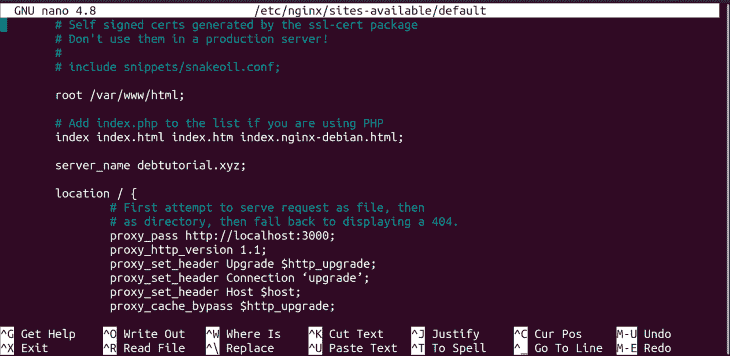 GNU nano 4.8 /etc/nginx/sites-available/default
# Self signed certs generated by the ssl-cert package
# Don't use them in a production server!
#
# include snippets/snakeoil.conf;
root /var/www/html;
# Add index.php to the list if you are using PHP
index index.html index.htm index.nginx-debian.html;
server_name debtutorial.xyz;
location / {
# First attempt to serve request as file, then
# as directory, then fall back to displaying a 404.
proxy_pass http://localhost:3000;
proxy_http_version 1.1;
proxy_set_header Upgrade $http_upgrade;
proxy_set_header Connection ‘upgrade’;
proxy_set_header Host $host;
proxy_cache_bypass $http_upgrade;
^G Get Help ^O Write Out ^W Where Is ^K Cut Text ^J Justify ^C Cur Pos M-U Undo
^X Exit ^R Read File ^\ Replace ^U Paste Text ^T To Spell ^_ Go To Line M-E Redo